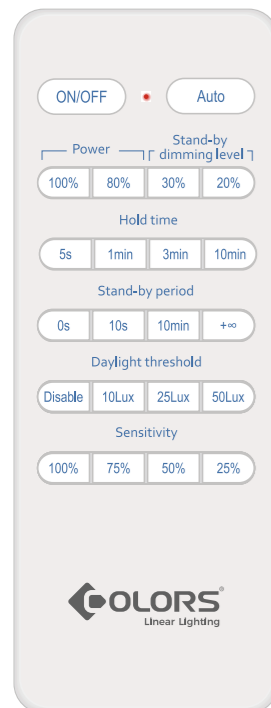 ON/OFF Auto
Power Stand-by
dimming level
100% 80% 30% 20%
Hold time
5s 1min 3min 10min
Stand-by period
0s 10s 10min +∞
Daylight threshold
Disable 10Lux 25Lux 50Lux
Sensitivity
100% 75% 50% 25%
COLORS®
Linear Lighting